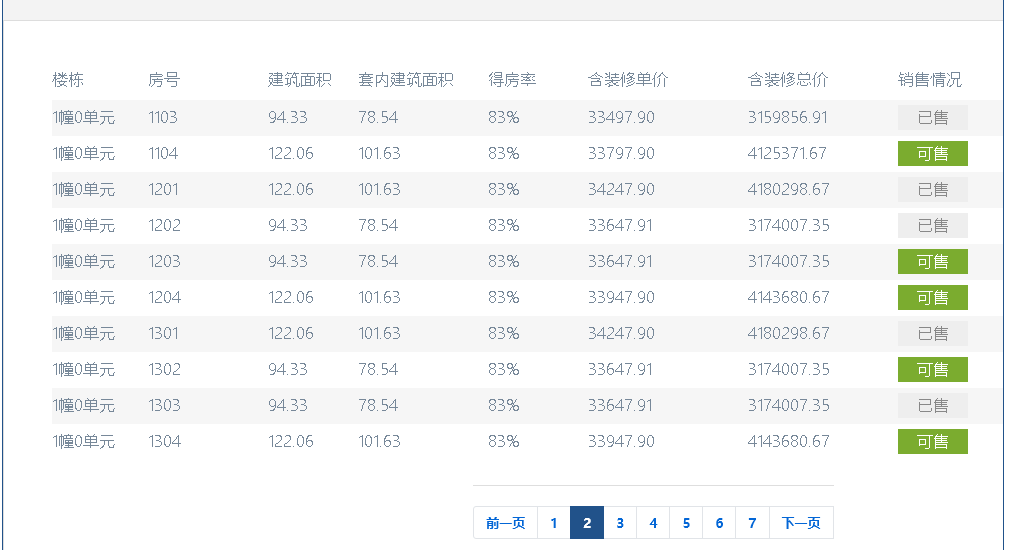 楼栋 房号 建筑面积 套内建筑面积 得房率 含装修单价 含装修总价 销售情况
1幢0单元 1103 94.33 78.54 83% 33497.90 3159856.91 已售
1幢0单元 1104 122.06 101.63 83% 33797.90 4125371.67 可售
1幢0单元 1201 122.06 101.63 83% 34247.90 4180298.67 已售
1幢0单元 1202 94.33 78.54 83% 33647.91 3174007.35 已售
1幢0单元 1203 94.33 78.54 83% 33647.91 3174007.35 可售
1幢0单元 1204 122.06 101.63 83% 33947.90 4143680.67 可售
1幢0单元 1301 122.06 101.63 83% 34247.90 4180298.67 已售
1幢0单元 1302 94.33 78.54 83% 33647.91 3174007.35 可售
1幢0单元 1303 94.33 78.54 83% 33647.91 3174007.35 已售
1幢0单元 1304 122.06 101.63 83% 33947.90 4143680.67 可售
前一页 1 2 3 4 5 6 7 下一页